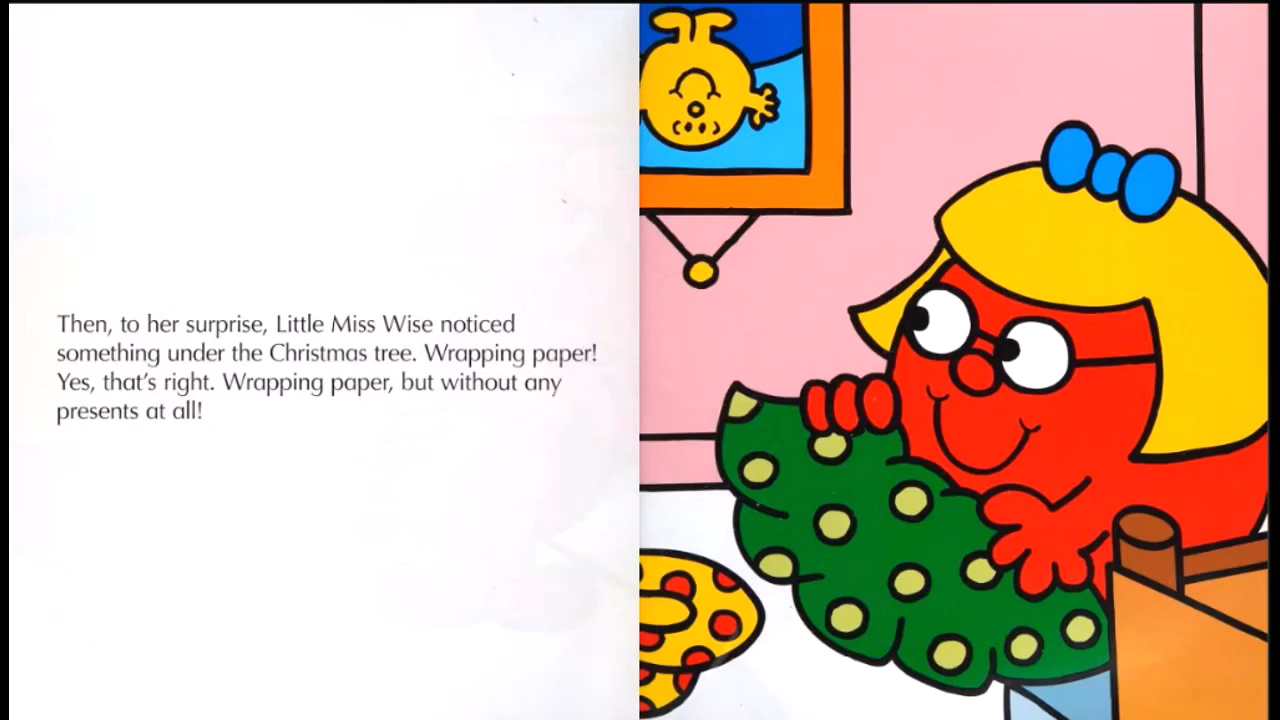 Then, to her surprise, Little Miss Wise noticed
something under the Christmas tree. Wrapping paper!
Yes, that's right. Wrapping paper, but without any
presents at all!